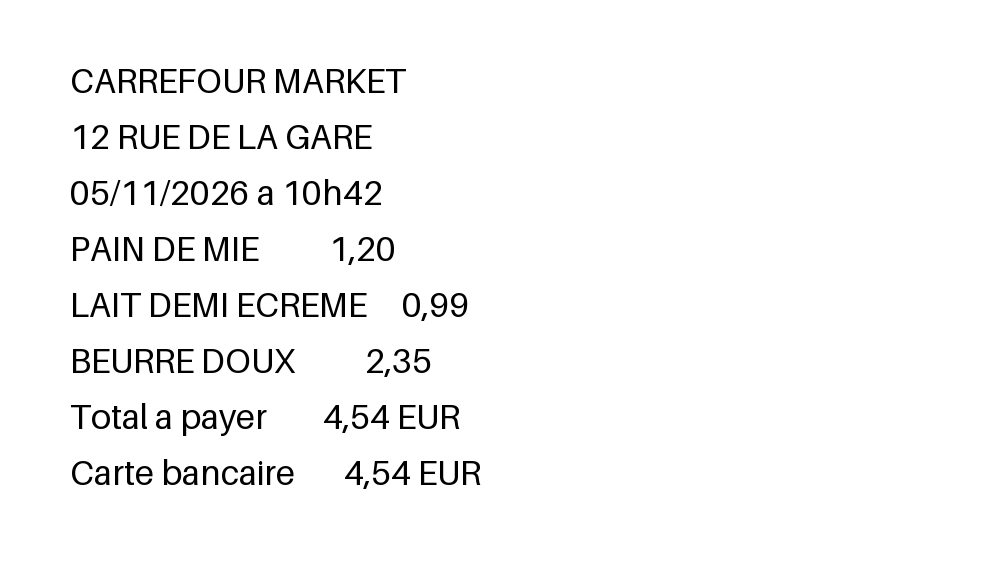 CARREFOUR MARKET
12 RUE DE LA GARE
05/11/2026 a 10h42
PAIN DE MIE 1,20
LAIT DEMI ECREME 0,99
BEURRE DOUX 2,35
Total a payer 4,54 EUR
Carte bancaire 4,54 EUR